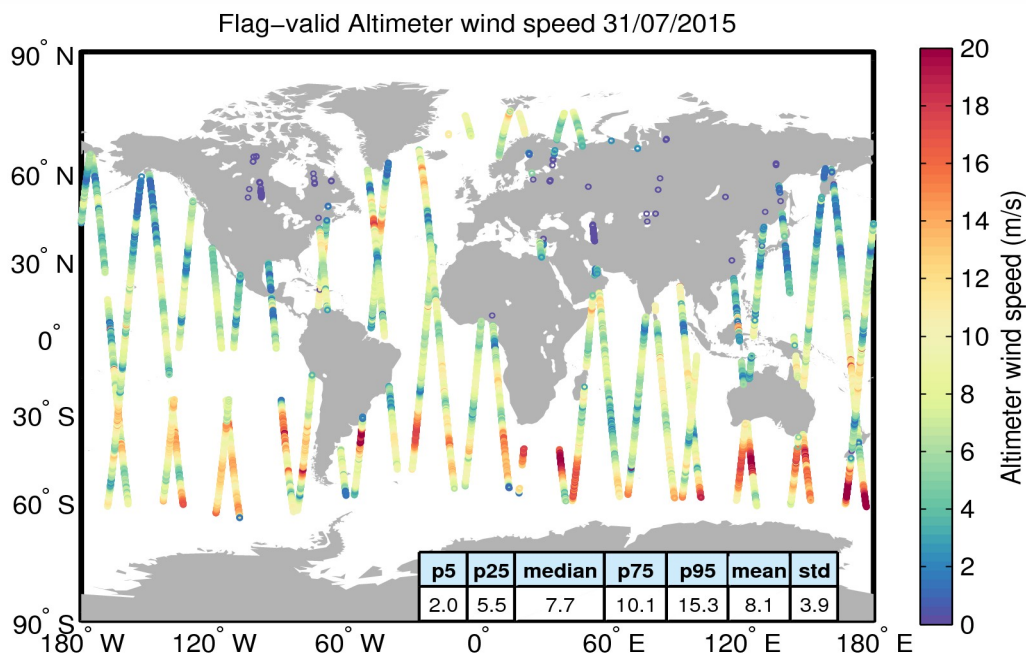 Flag−valid Altimeter wind speed 31/07/2015
90° N
60° N
30° N
0°
30° S
60° S
90° S
180° W
120° W
60° W
0°
60° E
120° E
180° E
p5 p25 median p75 p95 mean std
2.0 5.5 7.7 10.1 15.3 8.1 3.9
20
18
16
14
12
10
8
6
4
2
0
Altimeter wind speed (m/s)